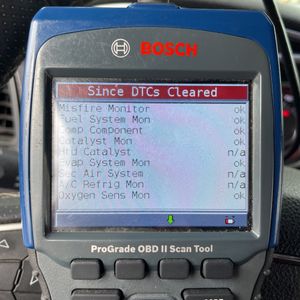 BOSCH
Since DTCs Cleared
Misfire Monitor ok
Fuel System Mon ok
Comp Component ok
Catalyst Mon ok
Htd Catalyst n/a
Evap System Mon ok
Sec Air System n/a
A/C Refrig Mon n/a
Oxygen Sens Mon ok
ProGrade OBD II Scan Tool